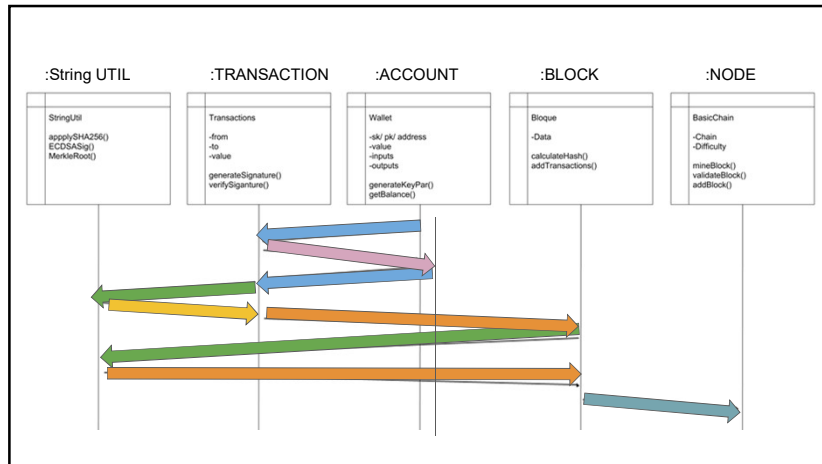 :String UTIL
:TRANSACTION
:ACCOUNT
:BLOCK
:NODE
StringUtil
appplySHA256()
ECDSASig()
MerkleRoot()
Transactions
-from
-to
-value
generateSignature()
verifySiganture()
Wallet
-sk/ pk/ address
-value
-inputs
-outputs
generateKeyPar()
getBalance()
Bloque
-Data
calculateHash()
addTransactions()
BasicChain
-Chain
-Difficulty
mineBlock()
validateBlock()
addBlock()